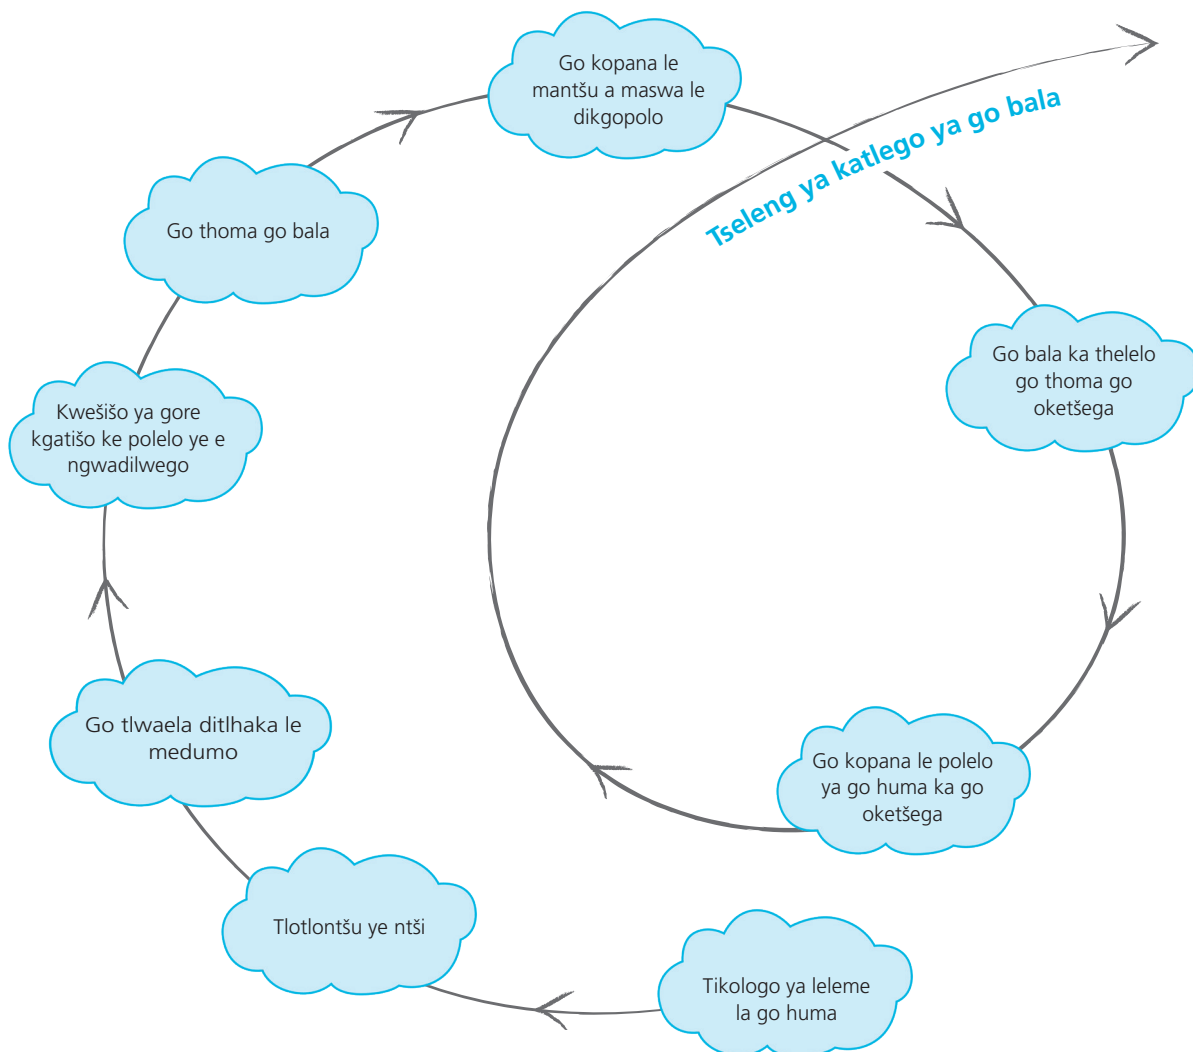 Go kopana le
mantšu a maswa le
dikgopolo
Tseleng ya katlego ya go bala
Go thoma go bala
Go bala ka thelelo
go thoma go
oketšega
Kwešišo ya gore
kgatišo ke polelo ye e
ngwadilwego
Go tlwaela ditlhaka le
medumo
Go kopana le polelo
ya go huma ka go
oketšega
Tlotlontšu ye ntši
Tikologo ya leleme
la go huma